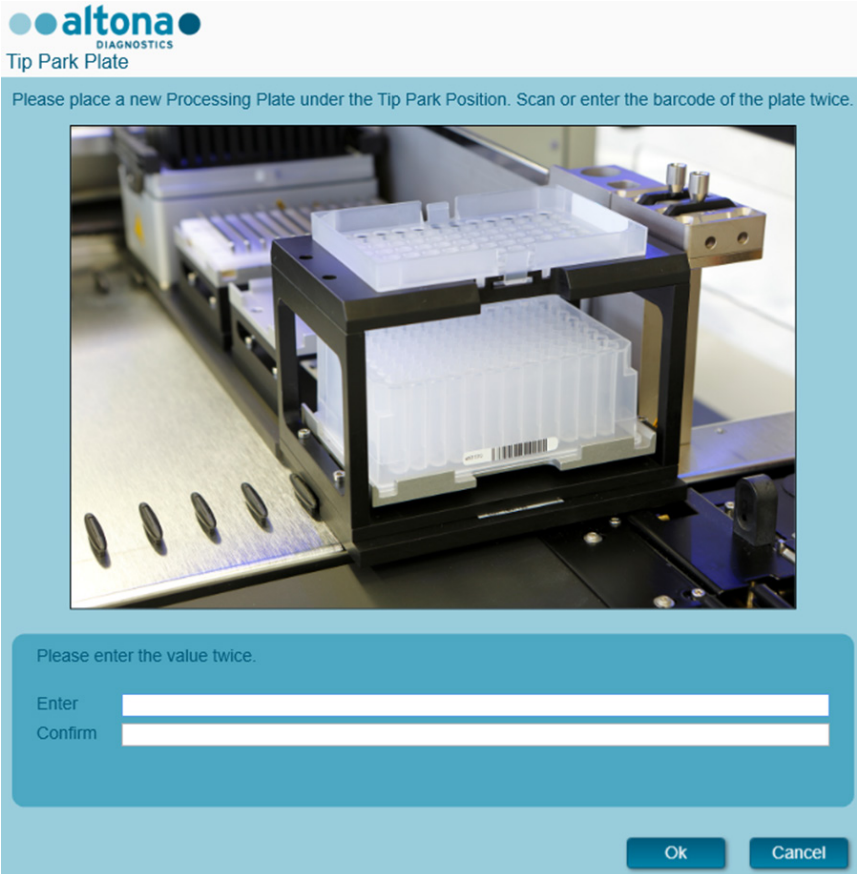 altona
DIAGNOSTICS
Tip Park Plate
Please place a new Processing Plate under the Tip Park Position. Scan or enter the barcode of the plate twice.
Please enter the value twice.
Enter
Confirm
Ok
Cancel